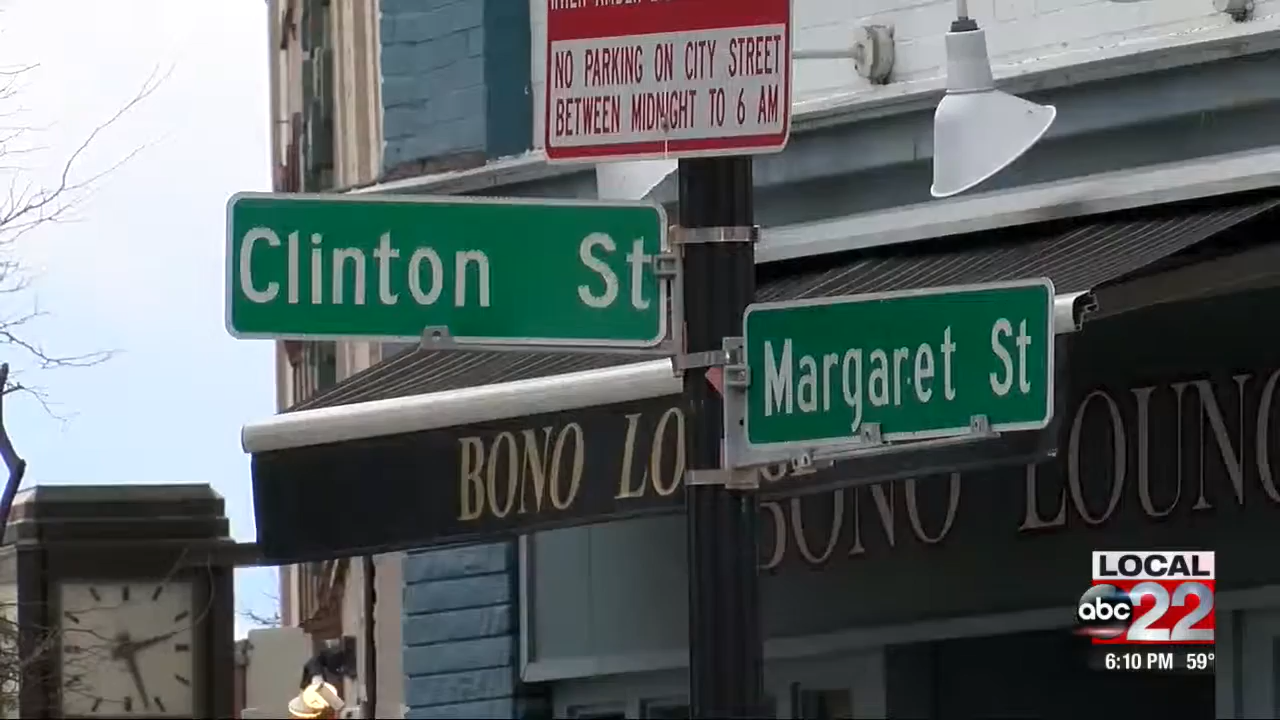 NO PARKING ON CITY STREET
BETWEEN MIDNIGHT TO 6 AM
Clinton St
Margaret St
BONO LO
BONO LOUNG
LOCAL
abc 22
6:10 PM 59°